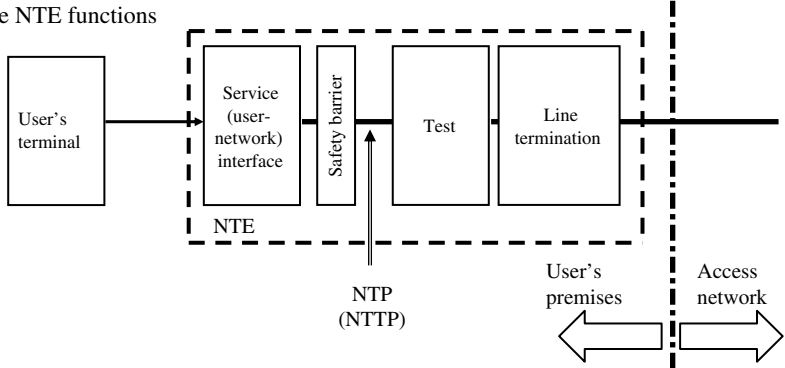 e NTE functions
User's
terminal
Service
(user-
network)
interface
Safety barrier
Test
Line
termination
NTE
NTP
(NTTP)
User's
premises
Access
network